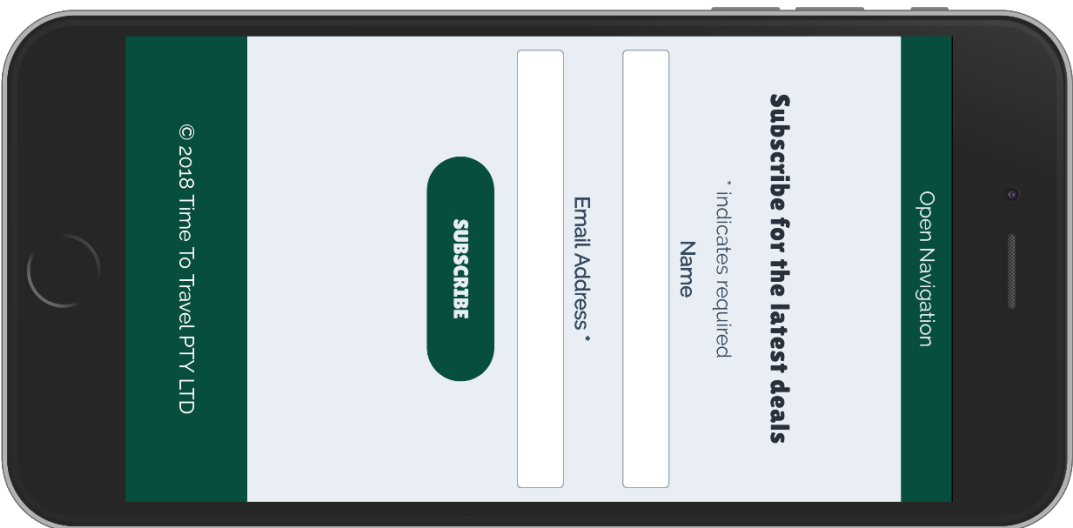 Open Navigation
Subscribe for the latest deals
* indicates required
Name
Email Address *
SUBSCRIBE
© 2018 Time To Travel PTY LTD